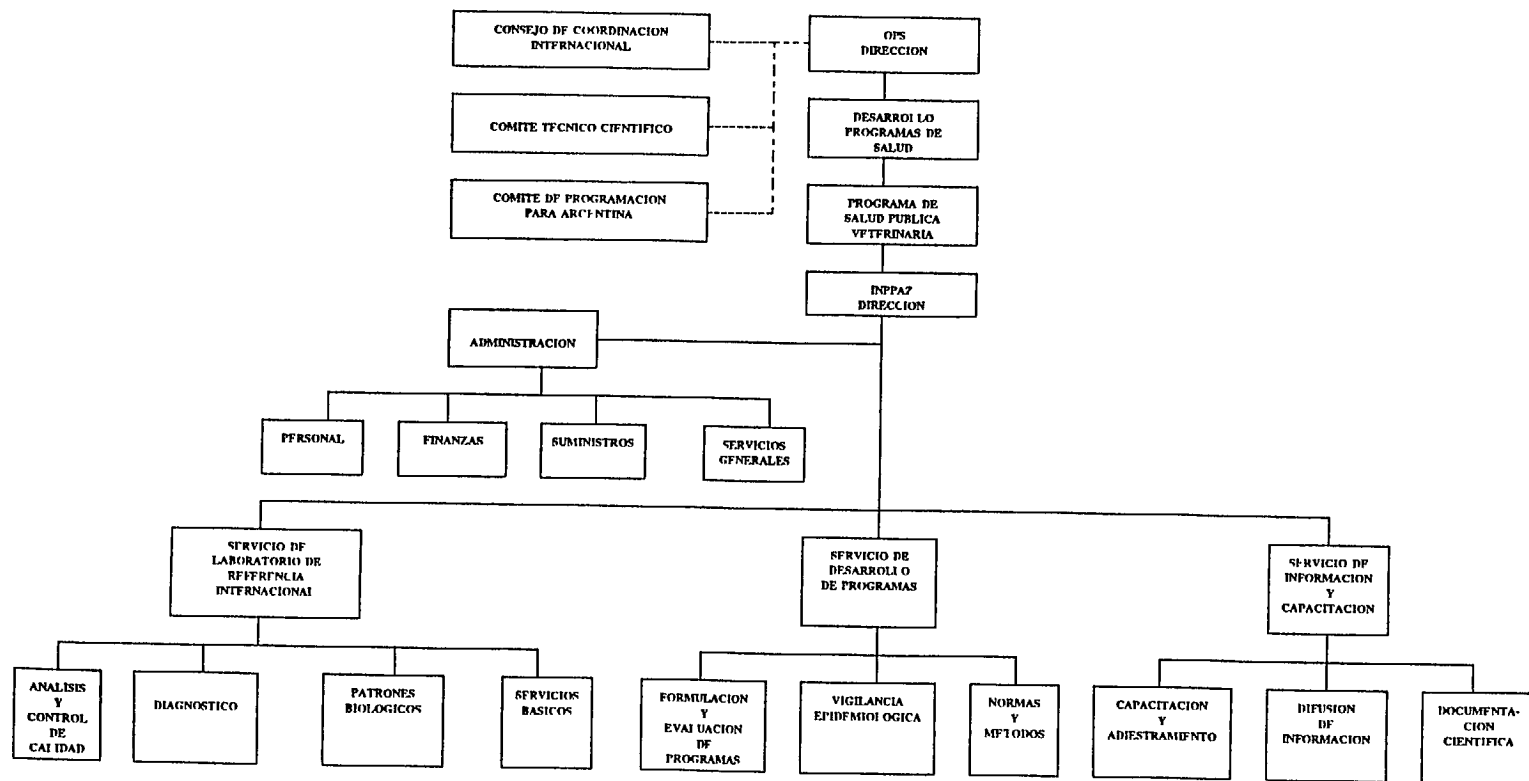 CONSEJO DE COORDINACION
INTERNACIONAL
OPS
DIRECCION
COMITE TECNICO CIENTIFICO
DESARROLLO
PROGRAMAS DE
SALUD
COMITE DE PROGRAMACION
PARA ARGENTINA
PROGRAMA DE
SALUD PUBLICA
VETERINARIA
INPPAZ
DIRECCION
ADMINISTRACION
PERSONAL
FINANZAS
SUMINISTROS
SERVICIOS
GENERALES
SERVICIO DE
LABORATORIO DE
REFERENCIA
INTERNACIONAL
SERVICIO DE
DESARROLLO
DE PROGRAMAS
SERVICIO DE
INFORMACION
Y
CAPACITACION
ANALISIS
Y
CONTROL
DE
CALIDAD
DIAGNOSTICO
PATRONES
BIOLOGICOS
SERVICIOS
BASICOS
FORMULACION
Y
EVALUACION
DE
PROGRAMAS
VIGILANCIA
EPIDEMIOLOGICA
NORMAS
Y
METODOS
CAPACITACION
Y
ADIESTRAMIENTO
DIFUSION
DE
INFORMACION
DOCUMENTA-
CION
CIENTIFICA